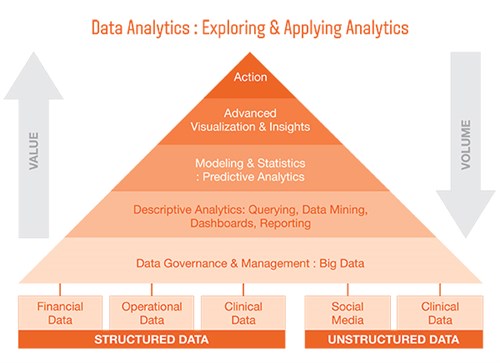 Data Analytics : Exploring & Applying Analytics
VALUE
VOLUME
Action
Advanced
Visualization & Insights
Modeling & Statistics
: Predictive Analytics
Descriptive Analytics: Querying, Data Mining,
Dashboards, Reporting
Data Governance & Management : Big Data
Financial
Data
Operational
Data
Clinical
Data
Social
Media
Clinical
Data
STRUCTURED DATA
UNSTRUCTURED DATA